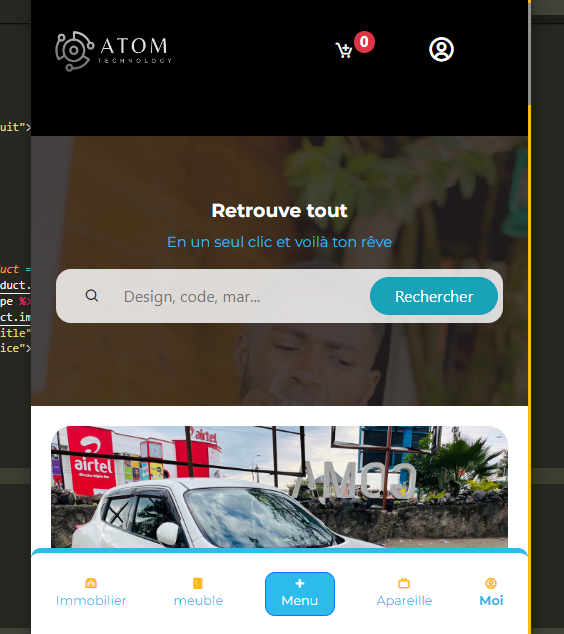 ATOM
TECHNOLOGY
0
uit">
Retrouve tout
En un seul clic et voilà ton rêve
uct =
duct.
pe %>
ct.im
itle"
ice">
Design, code, mar...
Rechercher
airtel
airtel
GOMA
Immobilier
meuble
Menu
Apareille
Moi